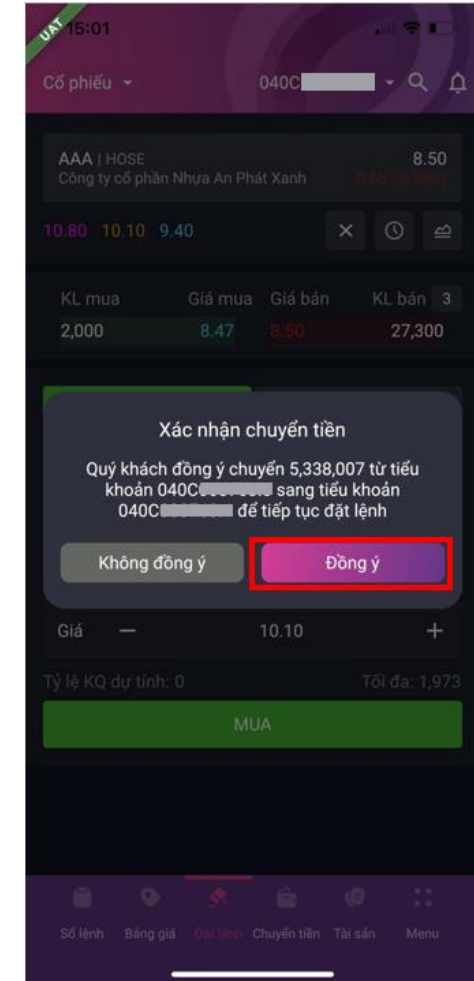 UAT
15:01
Cổ phiếu
040C
AAA | HOSE
8.50
Công ty cổ phần Nhựa An Phát Xanh
10.80 10.10 9.40
KL mua Giá mua Giá bán KL bán 3
2,000 8.47 8.50 27,300
Xác nhận chuyển tiền
Quý khách đồng ý chuyển 5,338,007 từ tiểu
khoản 040C sang tiểu khoản
040C để tiếp tục đặt lệnh
Không đồng ý Đồng ý
Giá — 10.10 +
Tỷ lệ KQ dự tính: 0 Tối đa: 1,973
MUA
Sổ lệnh Bảng giá Đặt lệnh Chuyển tiền Tài sản Menu